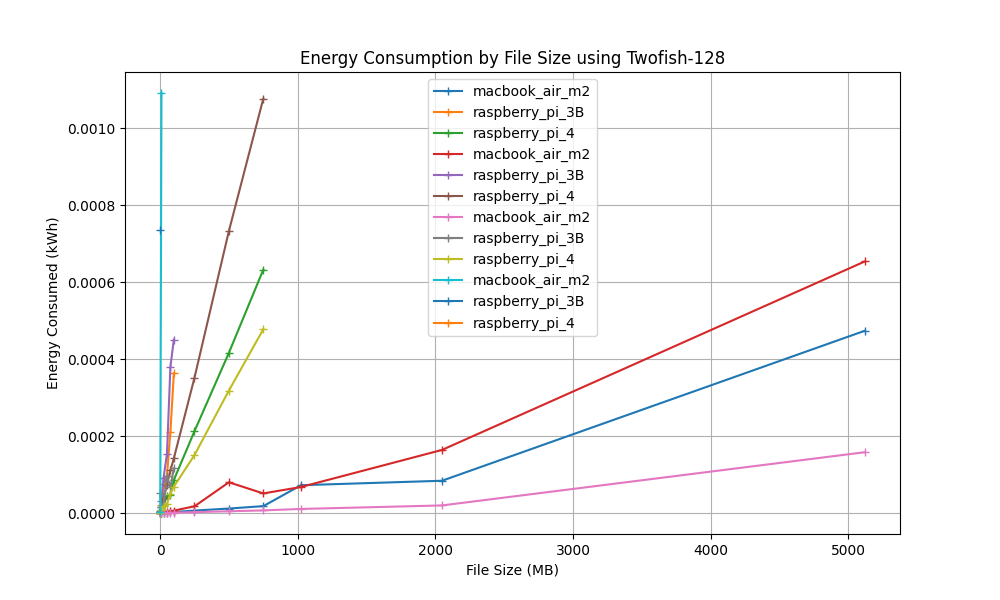 Energy Consumption by File Size using Twofish-128
macbook_air_m2
raspberry_pi_3B
raspberry_pi_4
macbook_air_m2
raspberry_pi_3B
raspberry_pi_4
macbook_air_m2
raspberry_pi_3B
raspberry_pi_4
macbook_air_m2
raspberry_pi_3B
raspberry_pi_4
Energy Consumed (kWh)
0.0010
0.0008
0.0006
0.0004
0.0002
0.0000
0 1000 2000 3000 4000 5000
File Size (MB)